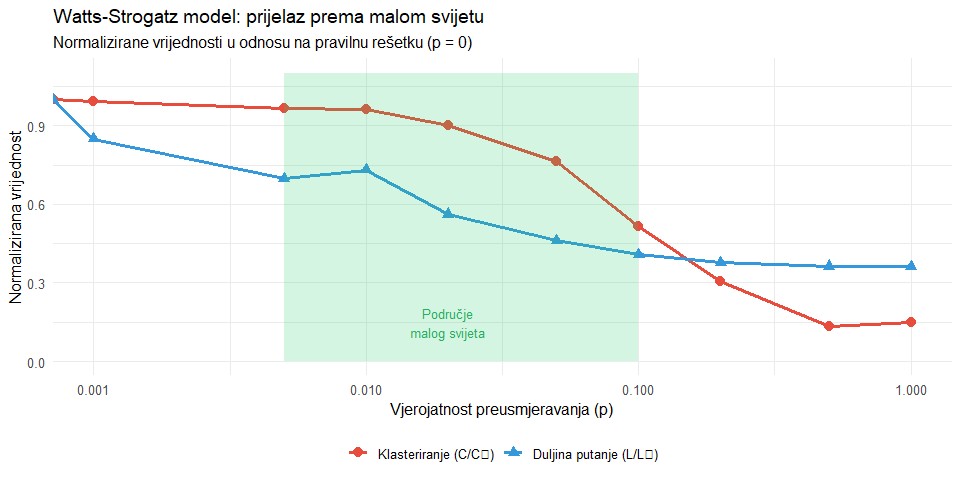 Watts-Strogatz model: prijelaz prema malom svijetu
Normalizirane vrijednosti u odnosu na pravilnu rešetku (p = 0)
Normalizirana vrijednost
0.9
0.6
0.3
0.0
Područje
malog svijeta
0.001
0.010
0.100
1.000
Vjerojatnost preusmjeravanja (p)
Klasteriranje (C/C▯)
Duljina putanje (L/L▯)